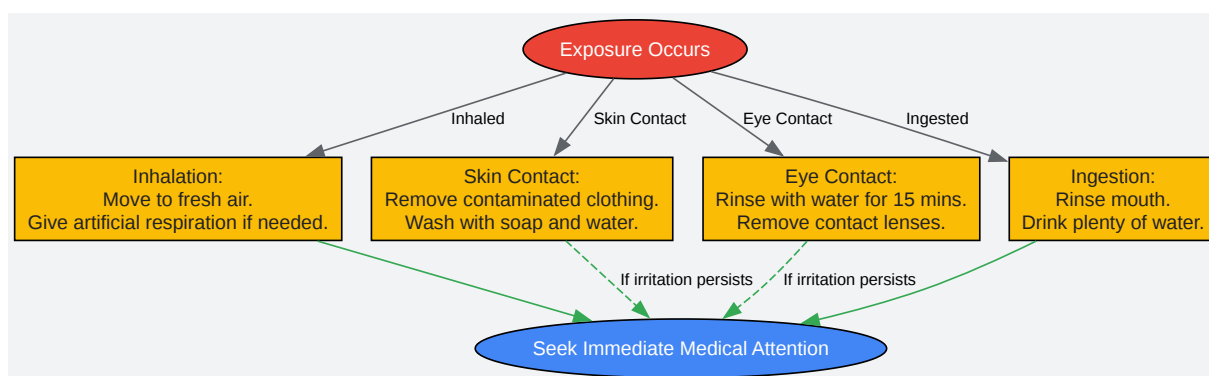 Exposure Occurs
Inhaled
Skin Contact
Eye Contact
Ingested
Inhalation:
Move to fresh air.
Give artificial respiration if needed.
Skin Contact:
Remove contaminated clothing.
Wash with soap and water.
Eye Contact:
Rinse with water for 15 mins.
Remove contact lenses.
Ingestion:
Rinse mouth.
Drink plenty of water.
If irritation persists
If irritation persists
Seek Immediate Medical Attention